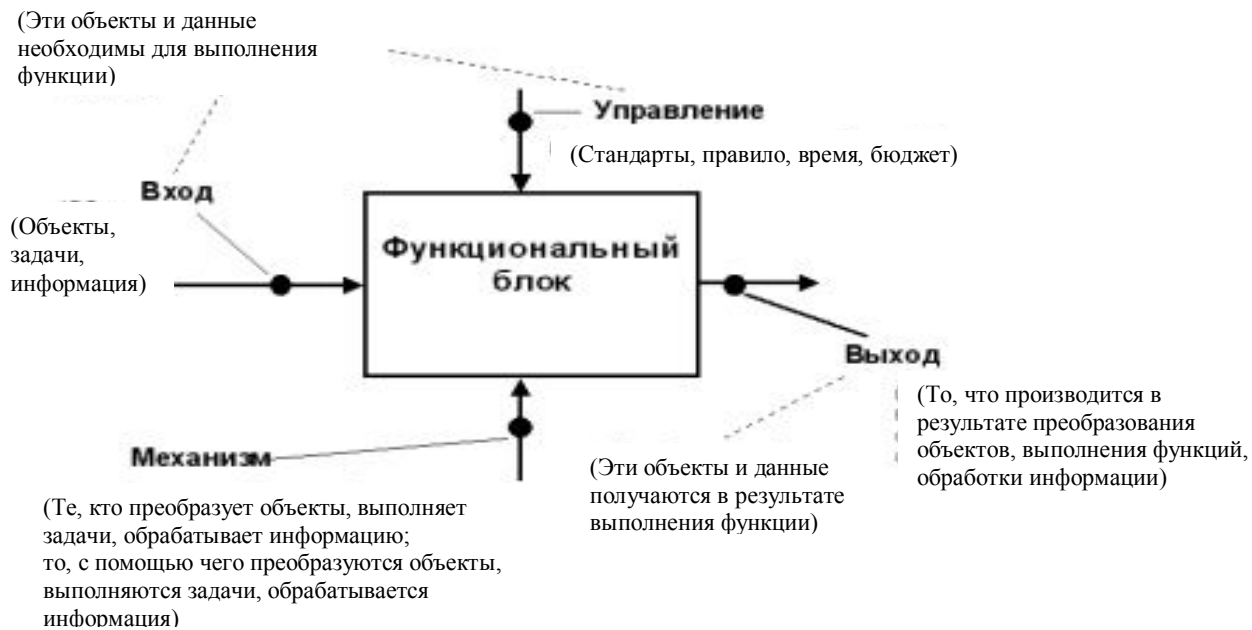 (Эти объекты и данные
необходимы для выполнения
функции)
Управление
(Стандарты, правило, время, бюджет)
Вход
(Объекты,
задачи,
информация)
Функциональный
блок
Выход
(То, что производится в
результате преобразования
объектов, выполнения функций,
обработки информации)
Механизм
(Эти объекты и данные
получаются в результате
выполнения функции)
(Те, кто преобразует объекты, выполняет
задачи, обрабатывает информацию;
то, с помощью чего преобразуются объекты,
выполняются задачи, обрабатывается
информация)